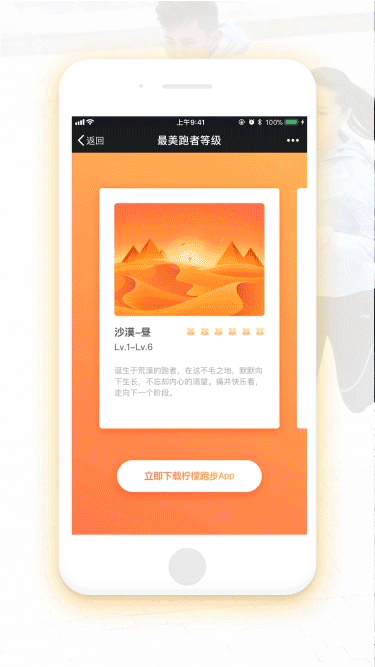 上午9:41
100%
返回
最美跑者等级
沙漠-昼
Lv.1-Lv.6
诞生于荒漠的跑者，在这不毛之地，默默向
下生长，不忘却内心的渴望。痛并快乐着，
走向下一个阶段。
立即下载柠檬跑步App